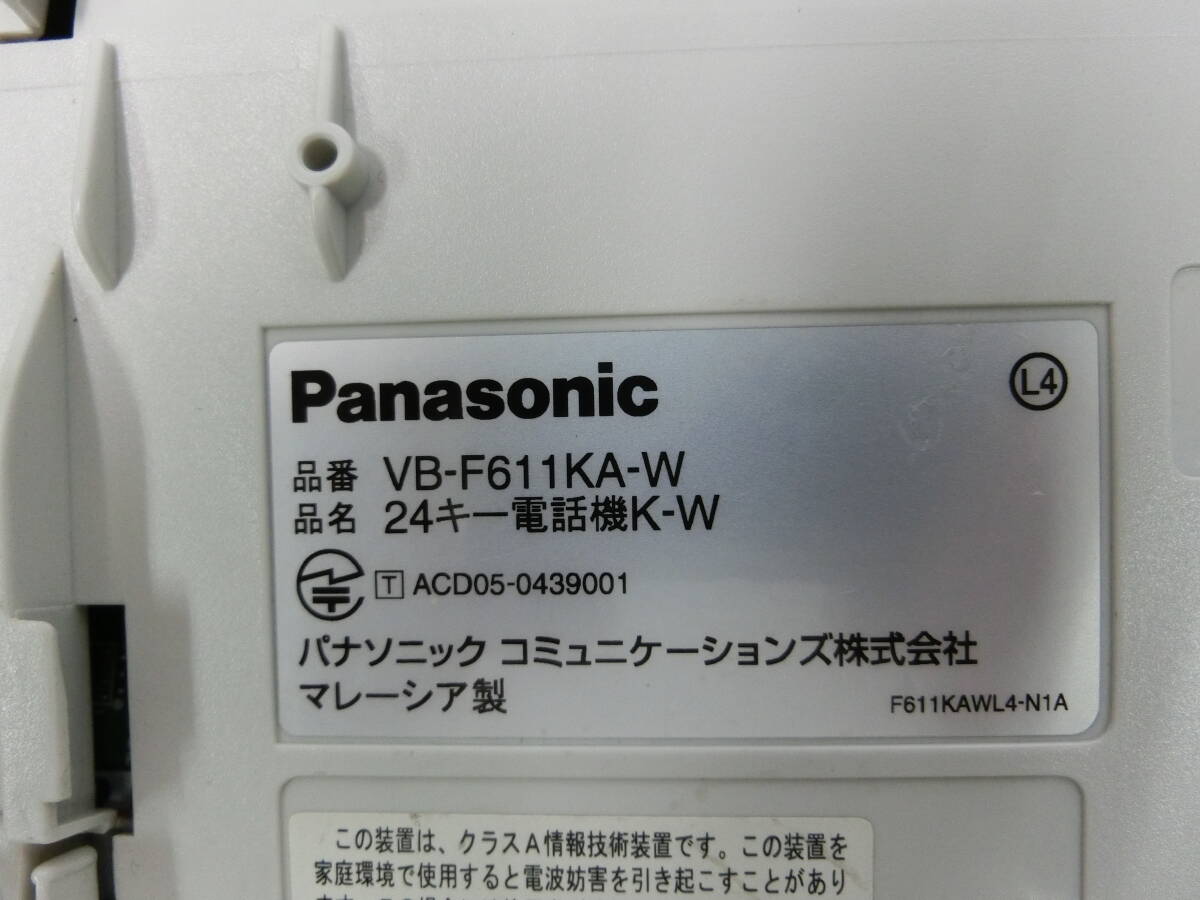 Panasonic
L4
品番 VB-F611KA-W
品名 24キー電話機K-W
T ACD05-0439001
パナソニック コミュニケーションズ株式会社
マレーシア製
F611KAWL4-N1A
この装置は、クラスA情報技術装置です。この装置を
家庭環境で使用すると電波妨害を引き起こすことがあり